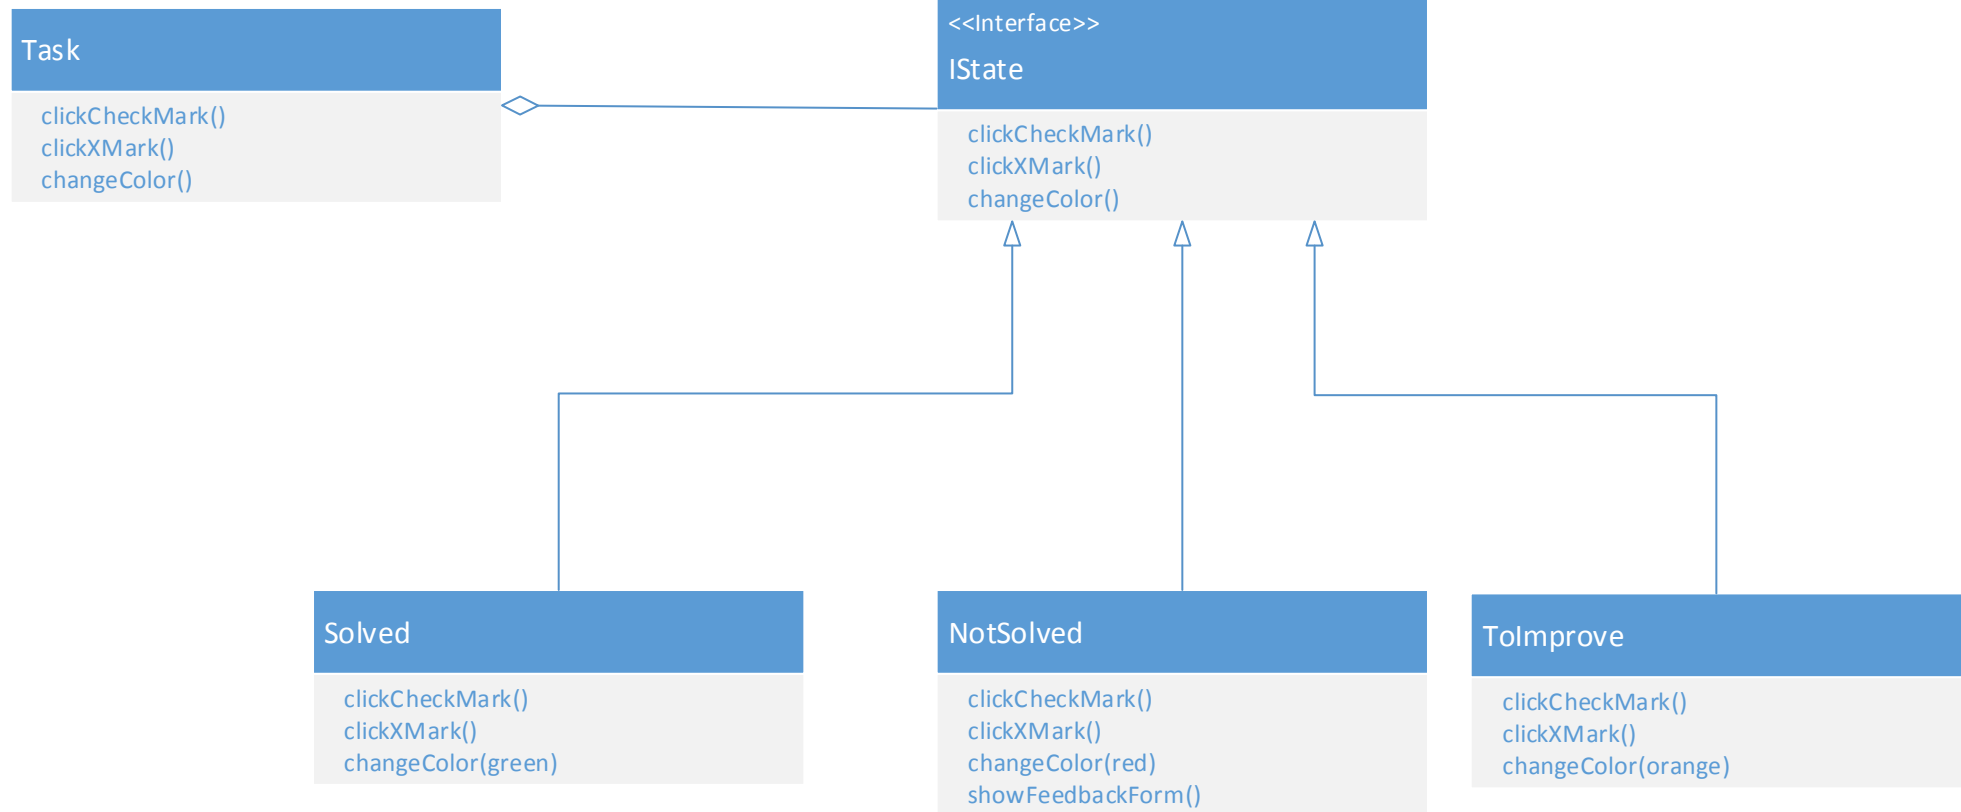 Task
clickCheckMark()
clickXMark()
changeColor()
<<Interface>>
IState
clickCheckMark()
clickXMark()
changeColor()
Solved
clickCheckMark()
clickXMark()
changeColor(green)
NotSolved
clickCheckMark()
clickXMark()
changeColor(red)
showFeedbackForm()
ToImprove
clickCheckMark()
clickXMark()
changeColor(orange)